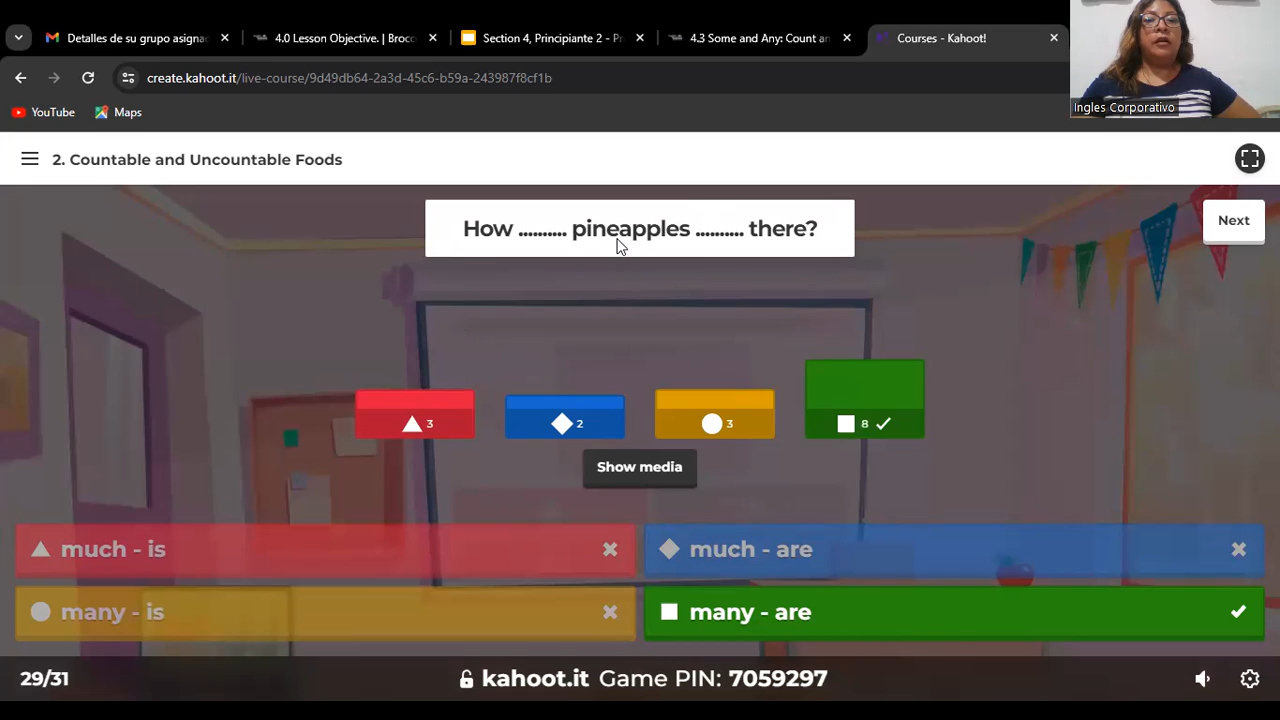 Detalles de su grupo asigna
4.0 Lesson Objective. | Broc
Section 4, Principiante 2 - Pr
4.3 Some and Any: Count an
Courses - Kahoot!
create.kahoot.it/live-course/9d49db64-2a3d-45c6-b59a-243987f8cf1b
YouTube
Maps
Ingles Corporativo
2. Countable and Uncountable Foods
How .......... pineapples .......... there?
Next
3
2
3
8
Show media
much - is
much - are
many - is
many - are
29/31
kahoot.it Game PIN: 7059297